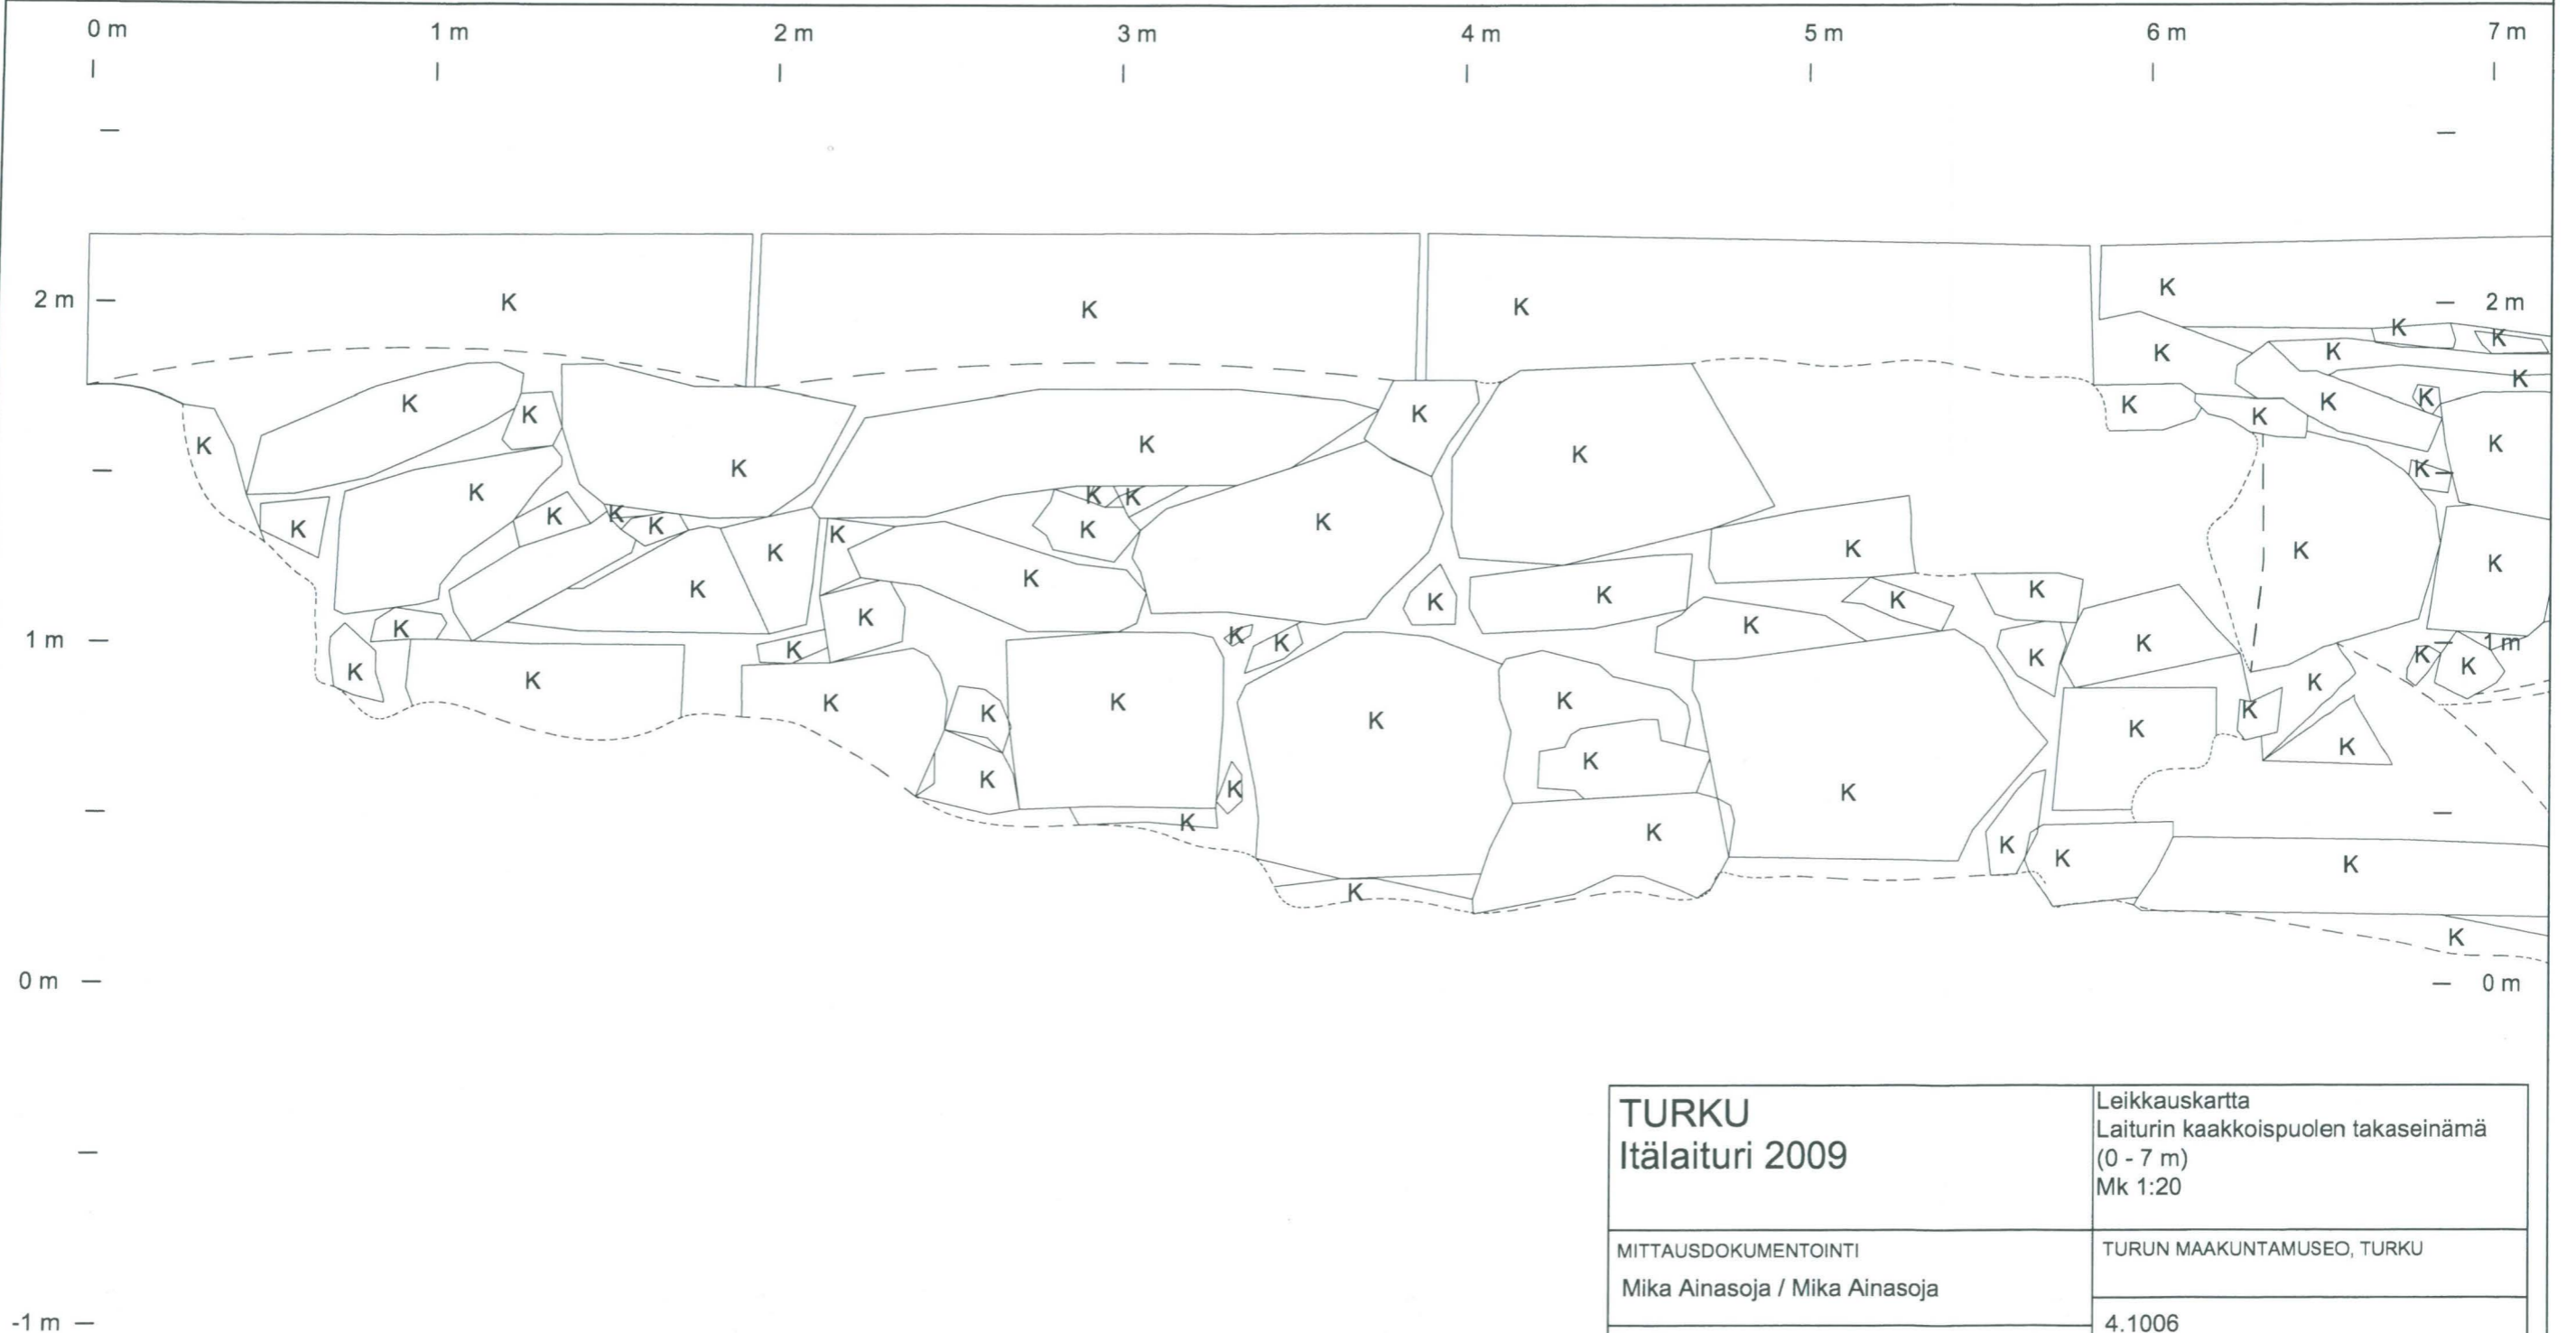 0 m 1 m 2 m 3 m 4 m 5 m 6 m 7 m
K K K K
2 m 2 m
K K
K K K
K K K K K K
K K K K K
K K K K K
K K K K K
K K K K K K K K
K K K K K K K
K K K K K K
1 m 1 m
K K K K K K K K
K K K K K K K K
K K K K K K
K K K K K
K K K K K
K K
0 m 0 m
TURKU
Itälaituri 2009
Leikkauskartta
Laiturin kaakkoispuolen takaseinämä
(0 - 7 m)
Mk 1:20
MITTAUSDOKUMENTOINTI
Mika Ainasoja / Mika Ainasoja
TURUN MAAKUNTAMUSEO, TURKU
4.1006
-1 m